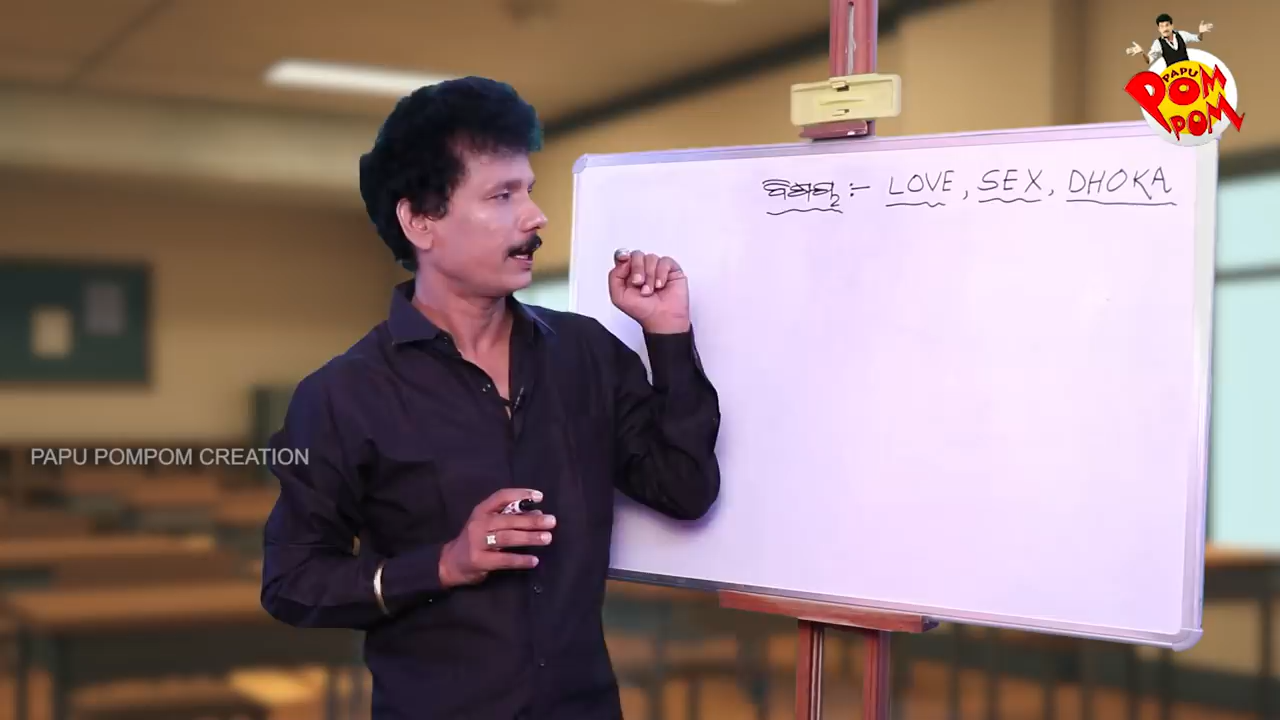 PAPU
POM
POM
ବିଷୟ :- LOVE, SEX, DHOKA
PAPU POMPOM CREATION